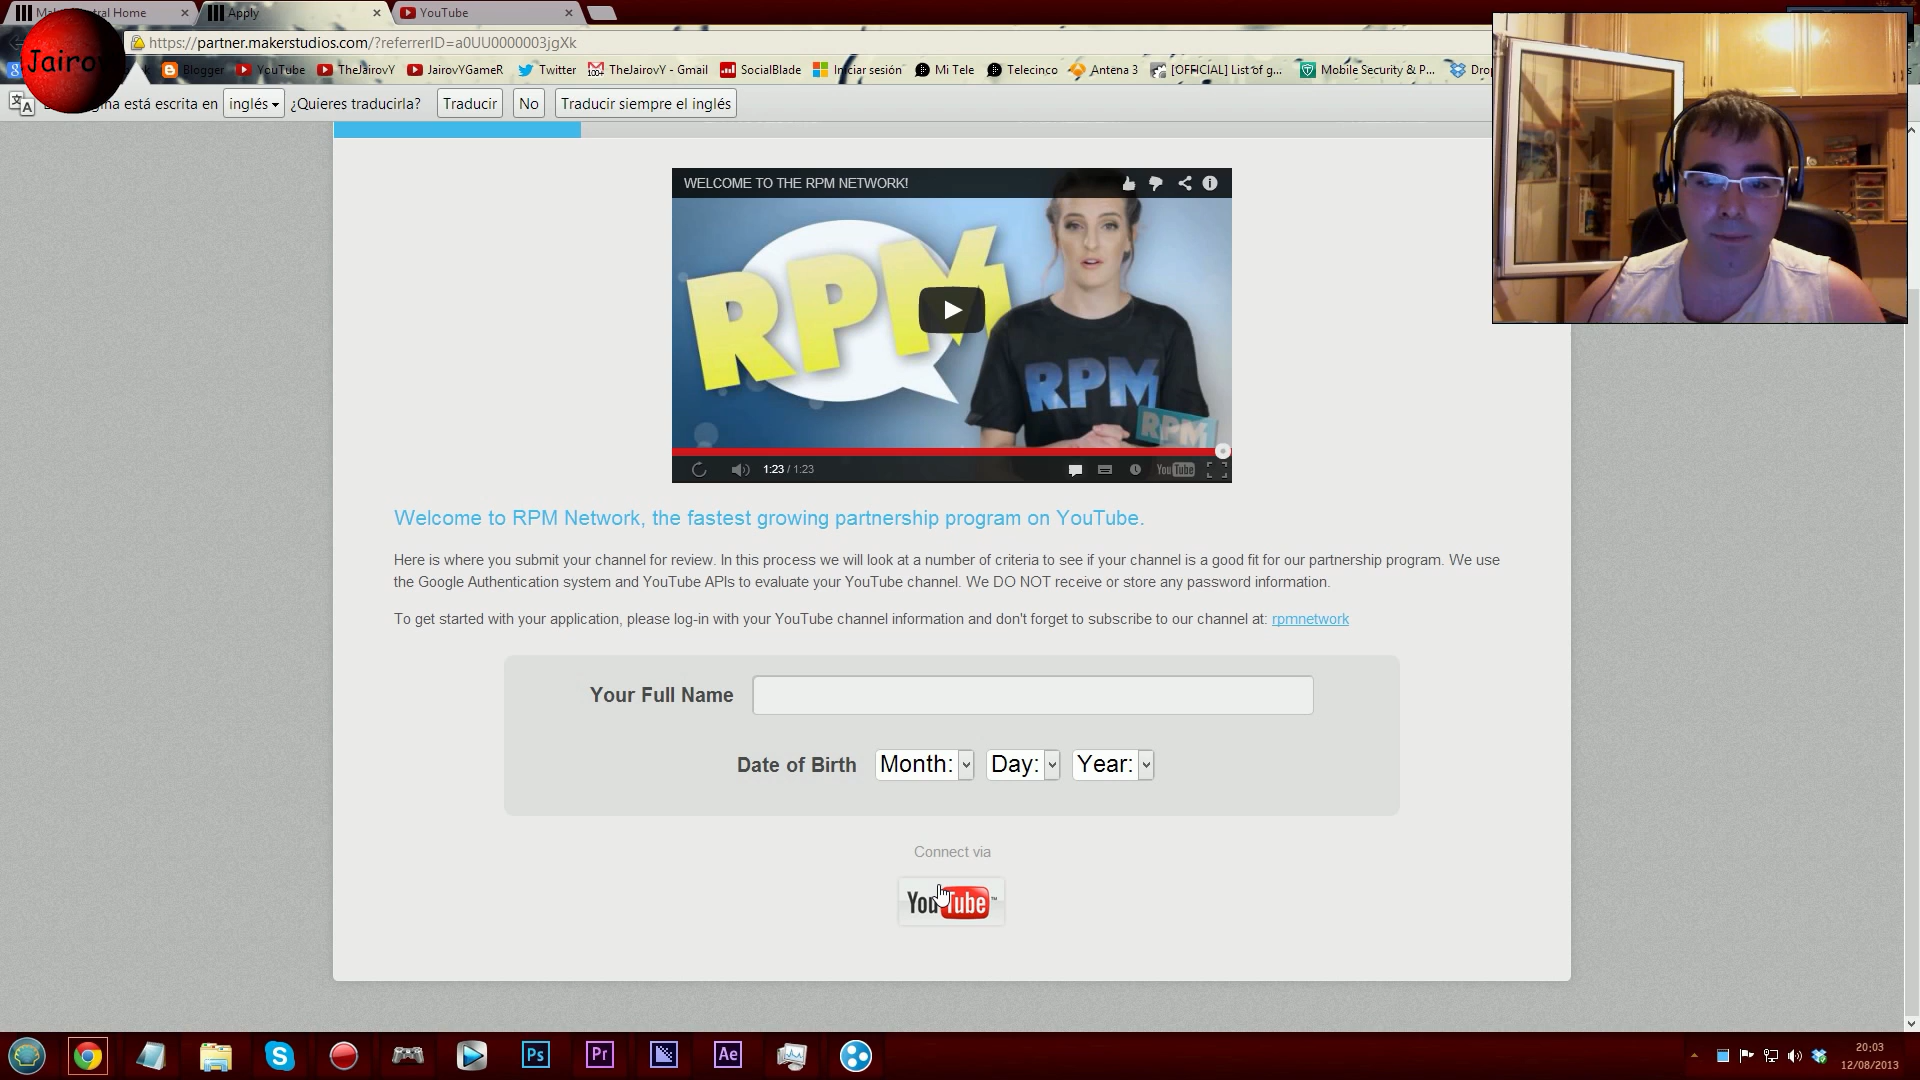 Apply
YouTube
Jairo
https://partner.makerstudios.com/?referrerID=a0UU0000003jgXk
Blogger YouTube TheJairovY JairovYGameR Twitter TheJairovY - Gmail SocialBlade Iniciar sesión Mi Tele Telecinco Antena 3 [OFFICIAL] List of g... Mobile Security & P...
está escrita en inglés ¿Quieres traducirla? Traducir No Traducir siempre el inglés
WELCOME TO THE RPM NETWORK!
RPM
RPM
RPM
1:23 / 1:23
YouTube
Welcome to RPM Network, the fastest growing partnership program on YouTube.
Here is where you submit your channel for review. In this process we will look at a number of criteria to see if your channel is a good fit for our partnership program. We use
the Google Authentication system and YouTube APIs to evaluate your YouTube channel. We DO NOT receive or store any password information.
To get started with your application, please log-in with your YouTube channel information and don't forget to subscribe to our channel at: rpmnetwork
Your Full Name
Date of Birth Month: Day: Year:
Connect via
YouTube
Ps Pr Ae
20:03
12/08/2013